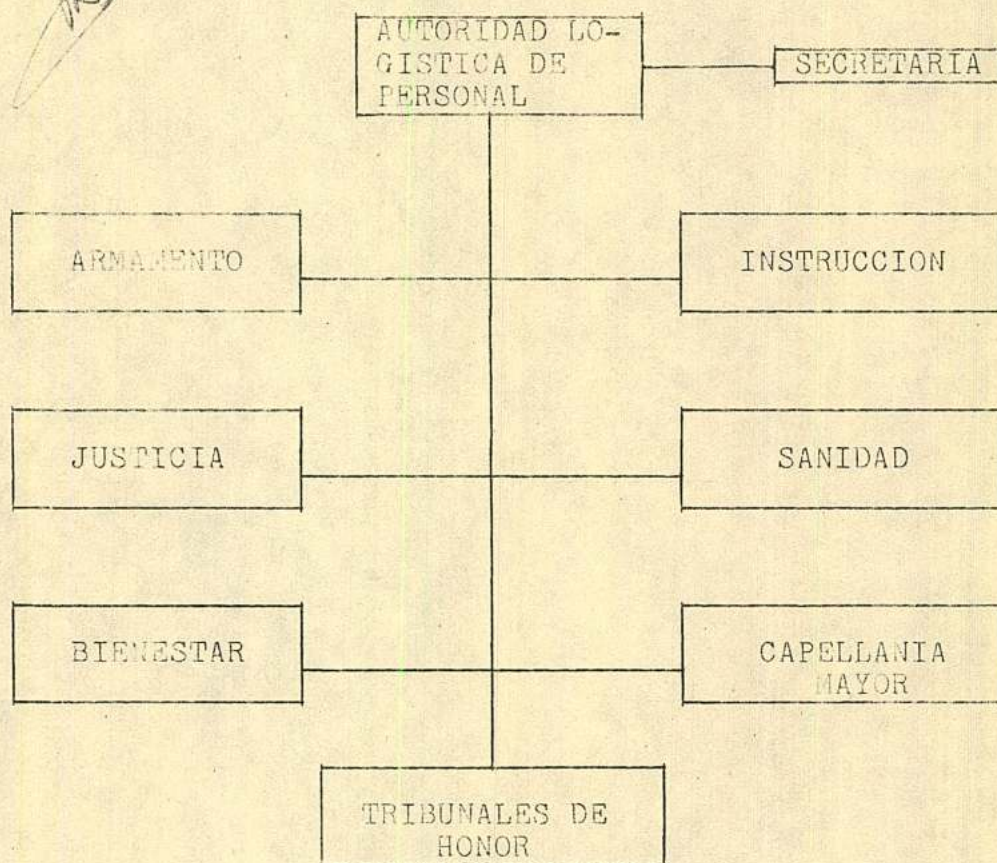 AUTORIDAD LO-
GISTICA DE
PERSONAL
SECRETARIA
ARMAMENTO
INSTRUCCION
JUSTICIA
SANIDAD
BIENESTAR
CAPELLANIA
MAYOR
TRIBUNALES DE
HONOR